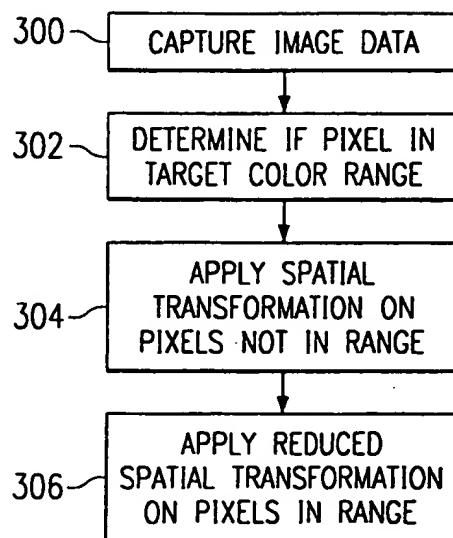 300
CAPTURE IMAGE DATA
302
DETERMINE IF PIXEL IN
TARGET COLOR RANGE
304
APPLY SPATIAL
TRANSFORMATION ON
PIXELS NOT IN RANGE
306
APPLY REDUCED
SPATIAL TRANSFORMATION
ON PIXELS IN RANGE